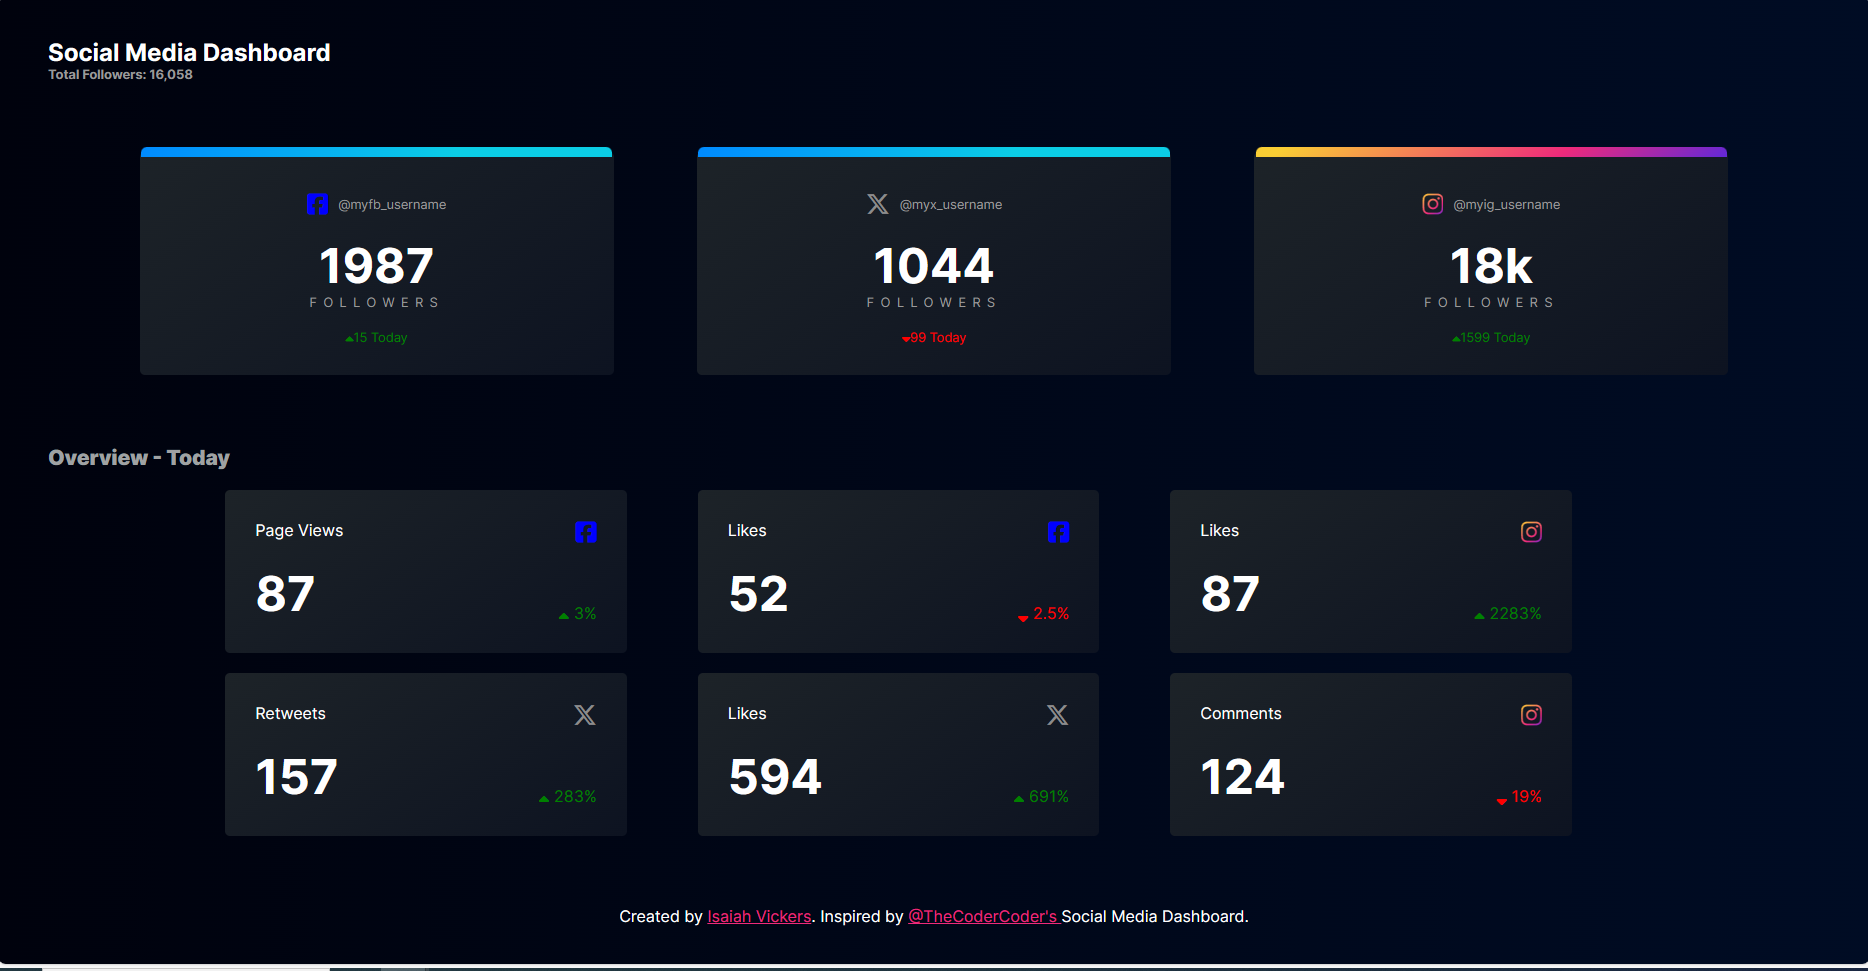 Social Media Dashboard
Total Followers: 16,058
@myfb_username
1987
FOLLOWERS
15 Today
@myx_username
1044
FOLLOWERS
99 Today
@myig_username
18k
FOLLOWERS
1599 Today
Overview - Today
Page Views
87
3%
Likes
52
2.5%
Likes
87
2283%
Retweets
157
283%
Likes
594
691%
Comments
124
19%
Created by Isaiah Vickers. Inspired by @TheCoderCoder's Social Media Dashboard.